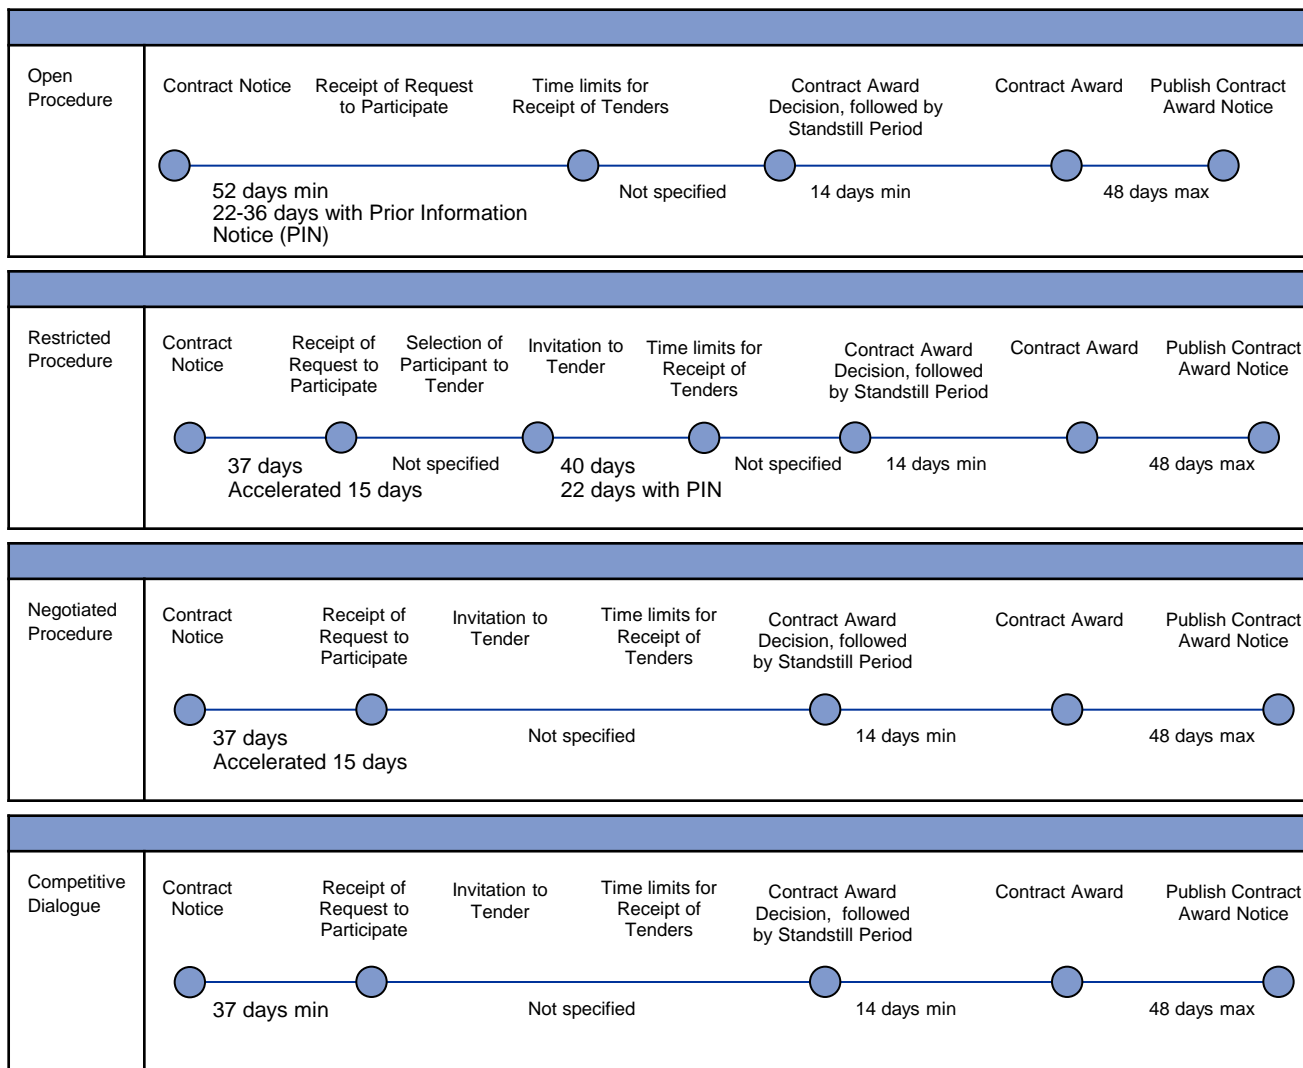 Open
Procedure
Contract Notice
Receipt of Request
to Participate
Time limits for
Receipt of Tenders
Contract Award
Decision, followed by
Standstill Period
Contract Award
Publish Contract
Award Notice
52 days min
22-36 days with Prior Information
Notice (PIN)
Not specified
14 days min
48 days max
Restricted
Procedure
Contract
Notice
Receipt of
Request to
Participate
Selection of
Participant to
Tender
Invitation to
Tender
Time limits for
Receipt of
Tenders
Contract Award
Decision, followed
by Standstill Period
Contract Award
Publish Contract
Award Notice
37 days
Accelerated 15 days
Not specified
40 days
22 days with PIN
Not specified
14 days min
48 days max
Negotiated
Procedure
Contract
Notice
Receipt of
Request to
Participate
Invitation to
Tender
Time limits for
Receipt of
Tenders
Contract Award
Decision, followed
by Standstill Period
Contract Award
Publish Contract
Award Notice
37 days
Accelerated 15 days
Not specified
14 days min
48 days max
Competitive
Dialogue
Contract
Notice
Receipt of
Request to
Participate
Invitation to
Tender
Time limits for
Receipt of
Tenders
Contract Award
Decision, followed
by Standstill Period
Contract Award
Publish Contract
Award Notice
37 days min
Not specified
14 days min
48 days max